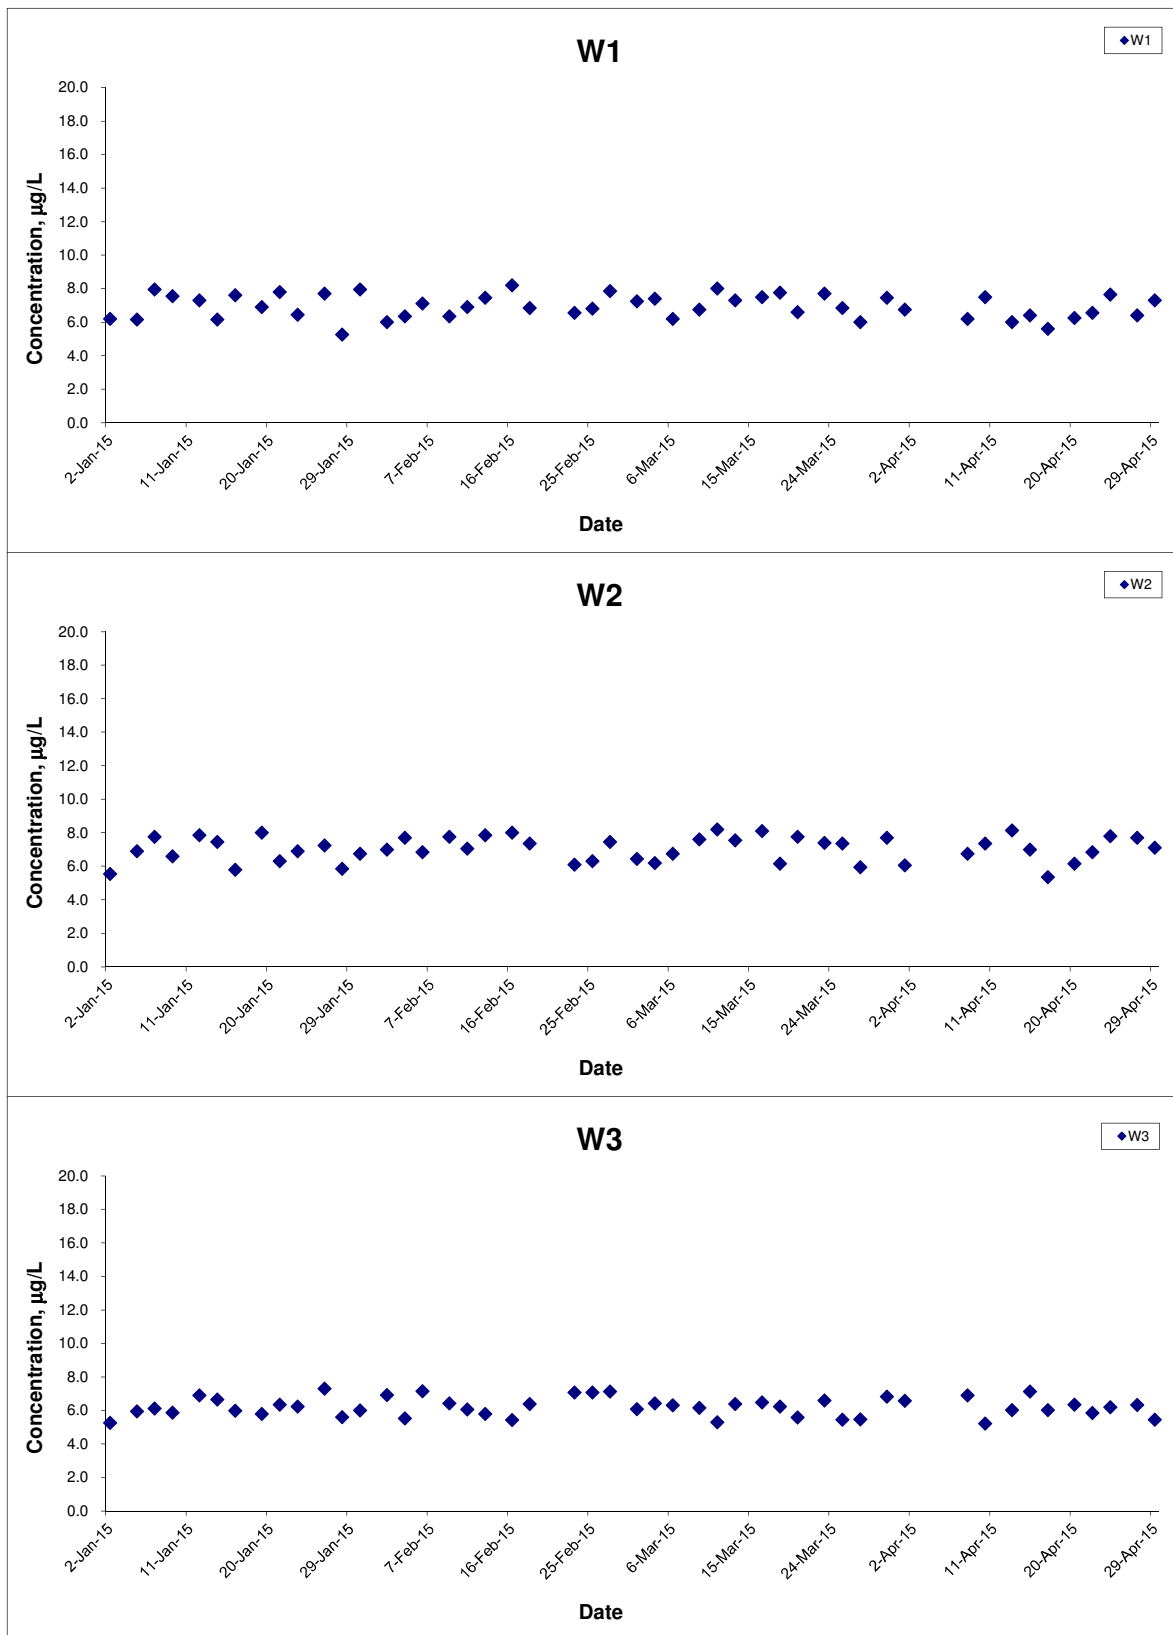 W1
W1
20.0
18.0
16.0
14.0
12.0
10.0
8.0
6.0
4.0
2.0
0.0
Concentration, µg/L
2-Jan-15 11-Jan-15 20-Jan-15 29-Jan-15 7-Feb-15 16-Feb-15 25-Feb-15 6-Mar-15 15-Mar-15 24-Mar-15 2-Apr-15 11-Apr-15 20-Apr-15 29-Apr-15
Date
W2
W2
20.0
18.0
16.0
14.0
12.0
10.0
8.0
6.0
4.0
2.0
0.0
Concentration, µg/L
2-Jan-15 11-Jan-15 20-Jan-15 29-Jan-15 7-Feb-15 16-Feb-15 25-Feb-15 6-Mar-15 15-Mar-15 24-Mar-15 2-Apr-15 11-Apr-15 20-Apr-15 29-Apr-15
Date
W3
W3
20.0
18.0
16.0
14.0
12.0
10.0
8.0
6.0
4.0
2.0
0.0
Concentration, µg/L
2-Jan-15 11-Jan-15 20-Jan-15 29-Jan-15 7-Feb-15 16-Feb-15 25-Feb-15 6-Mar-15 15-Mar-15 24-Mar-15 2-Apr-15 11-Apr-15 20-Apr-15 29-Apr-15
Date